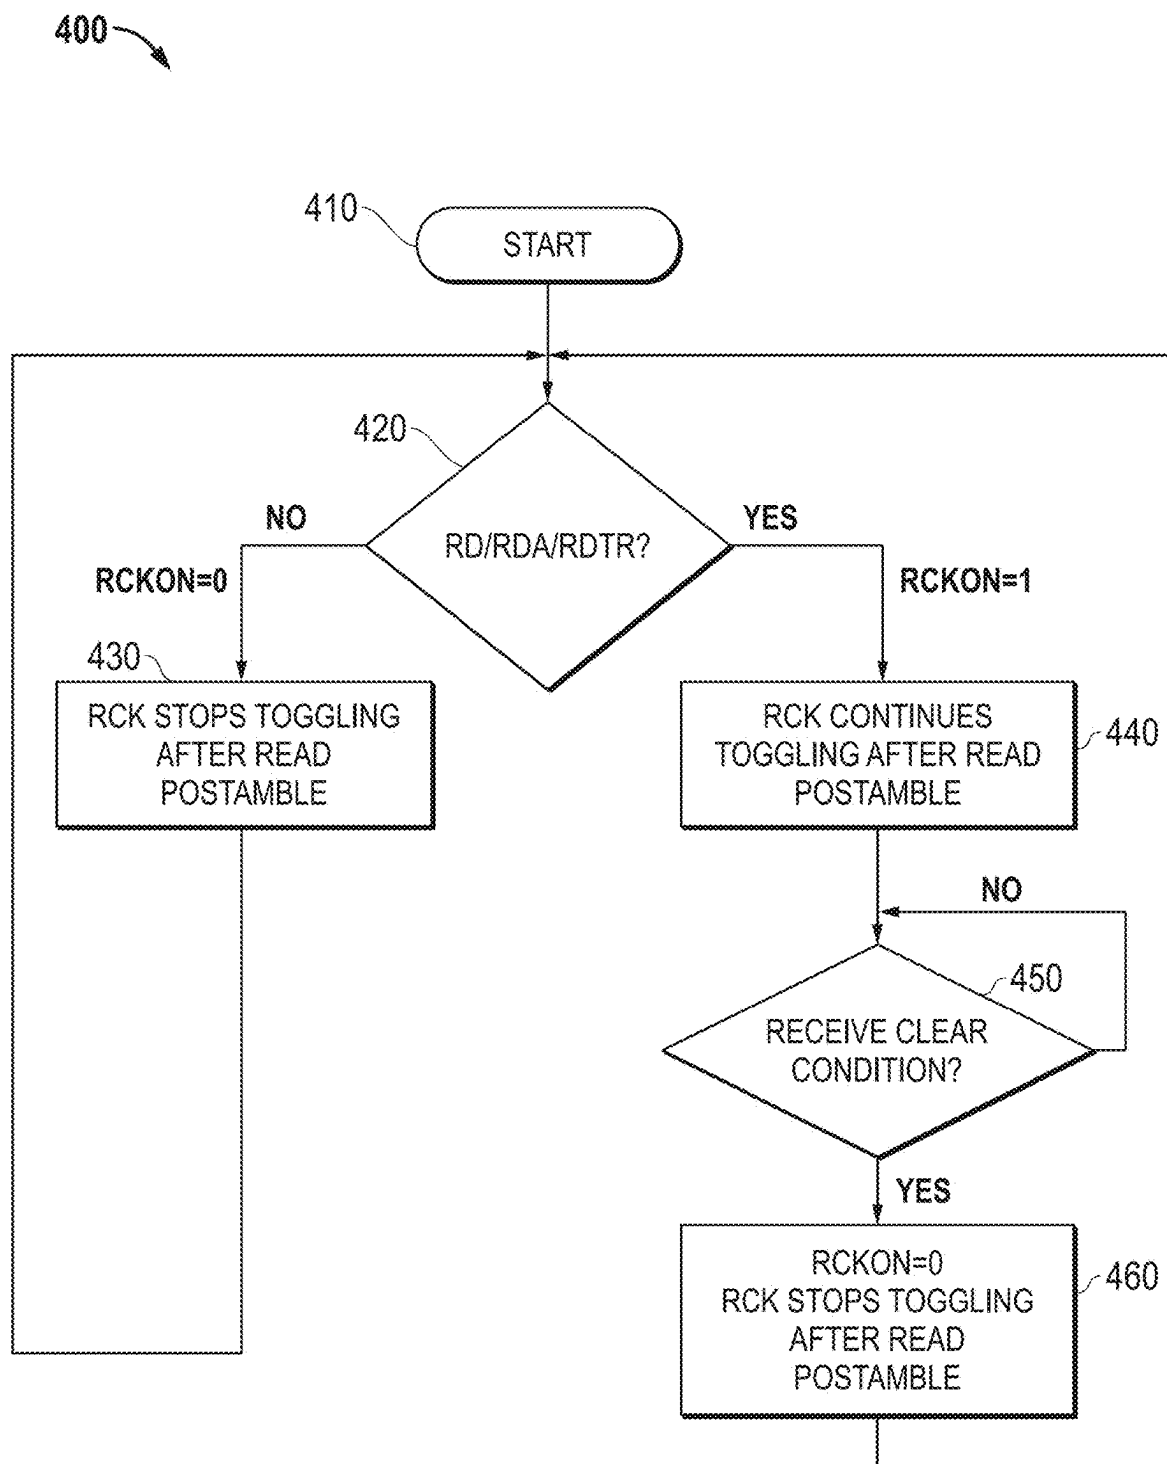 400
410
START
420
NO
YES
RD/RDA/RDTR?
RCKON=0
RCKON=1
430
RCK STOPS TOGGLING
AFTER READ
POSTAMBLE
RCK CONTINUES
TOGGLING AFTER READ
POSTAMBLE
440
NO
450
RECEIVE CLEAR
CONDITION?
YES
RCKON=0
RCK STOPS TOGGLING
AFTER READ
POSTAMBLE
460